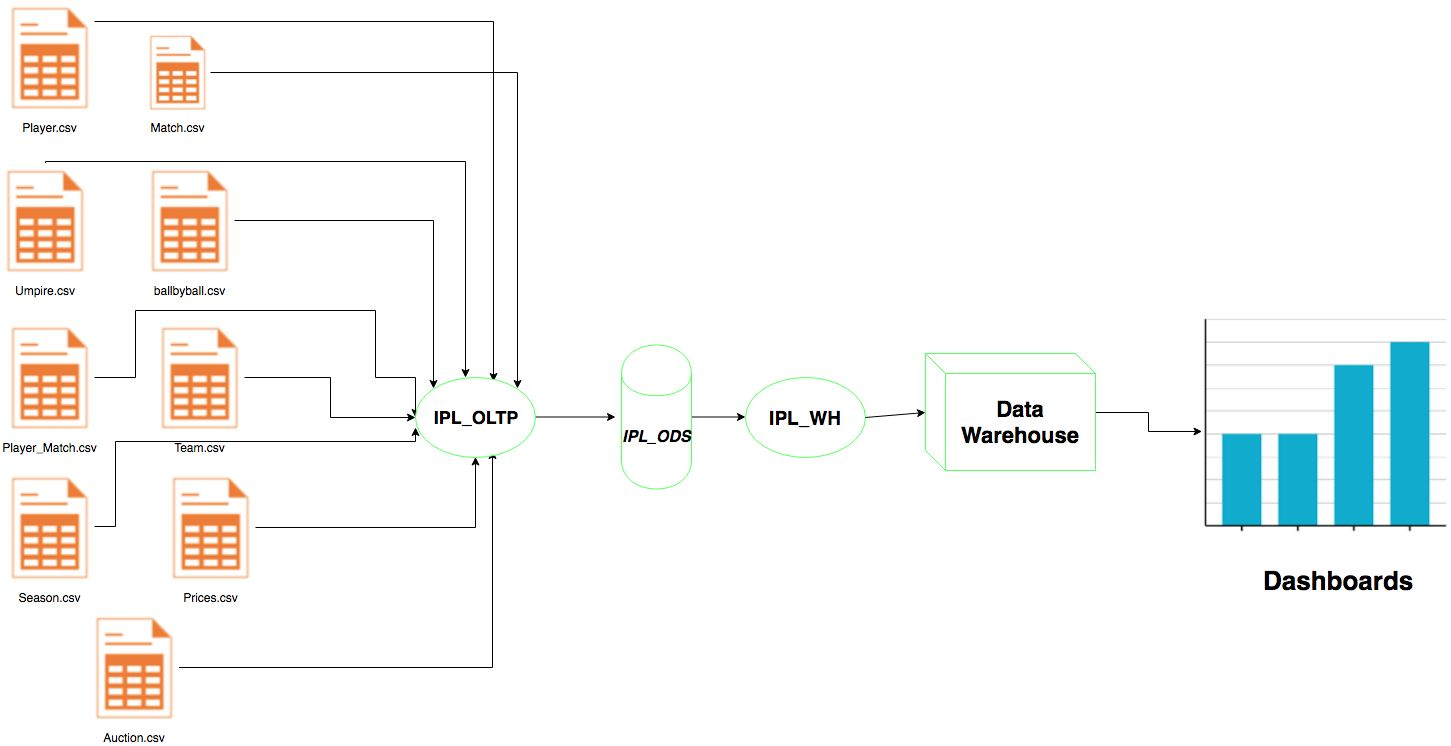 Player.csv
Match.csv
Umpire.csv
ballbyball.csv
Player_Match.csv
Team.csv
Season.csv
Prices.csv
Auction.csv
IPL_OLTP
IPL_ODS
IPL_WH
Data
Warehouse
Dashboards